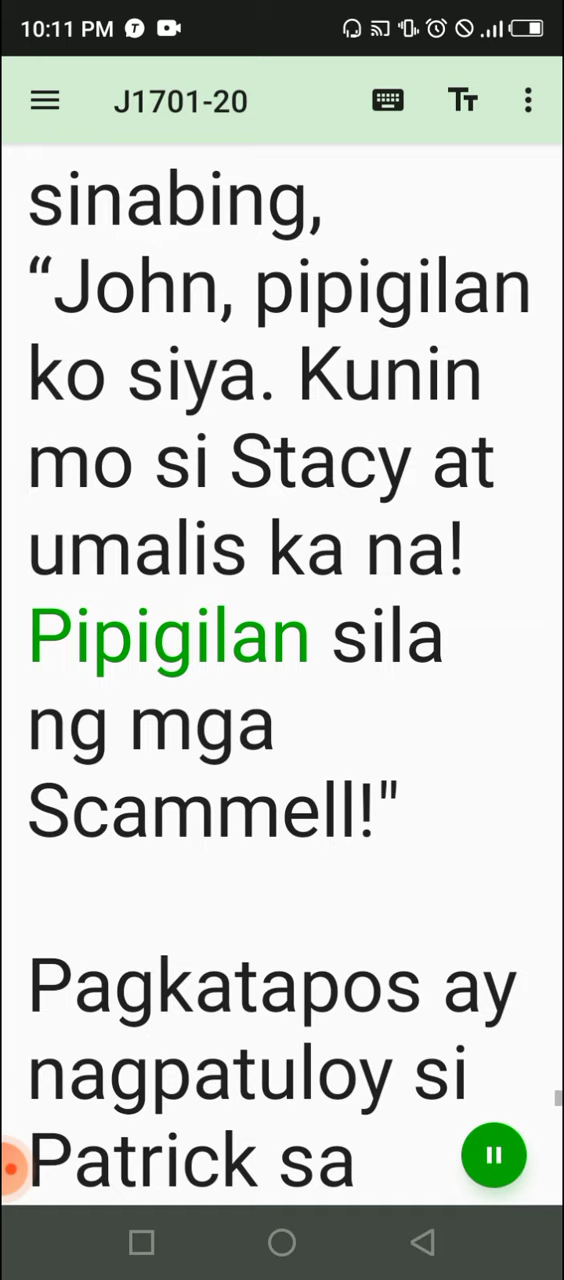 10:11 PM
J1701-20
sinabing,
“John, pipigilan
ko siya. Kunin
mo si Stacy at
umalis ka na!
Pipigilan sila
ng mga
Scammell!"
Pagkatapos ay
nagpatuloy si
Patrick sa